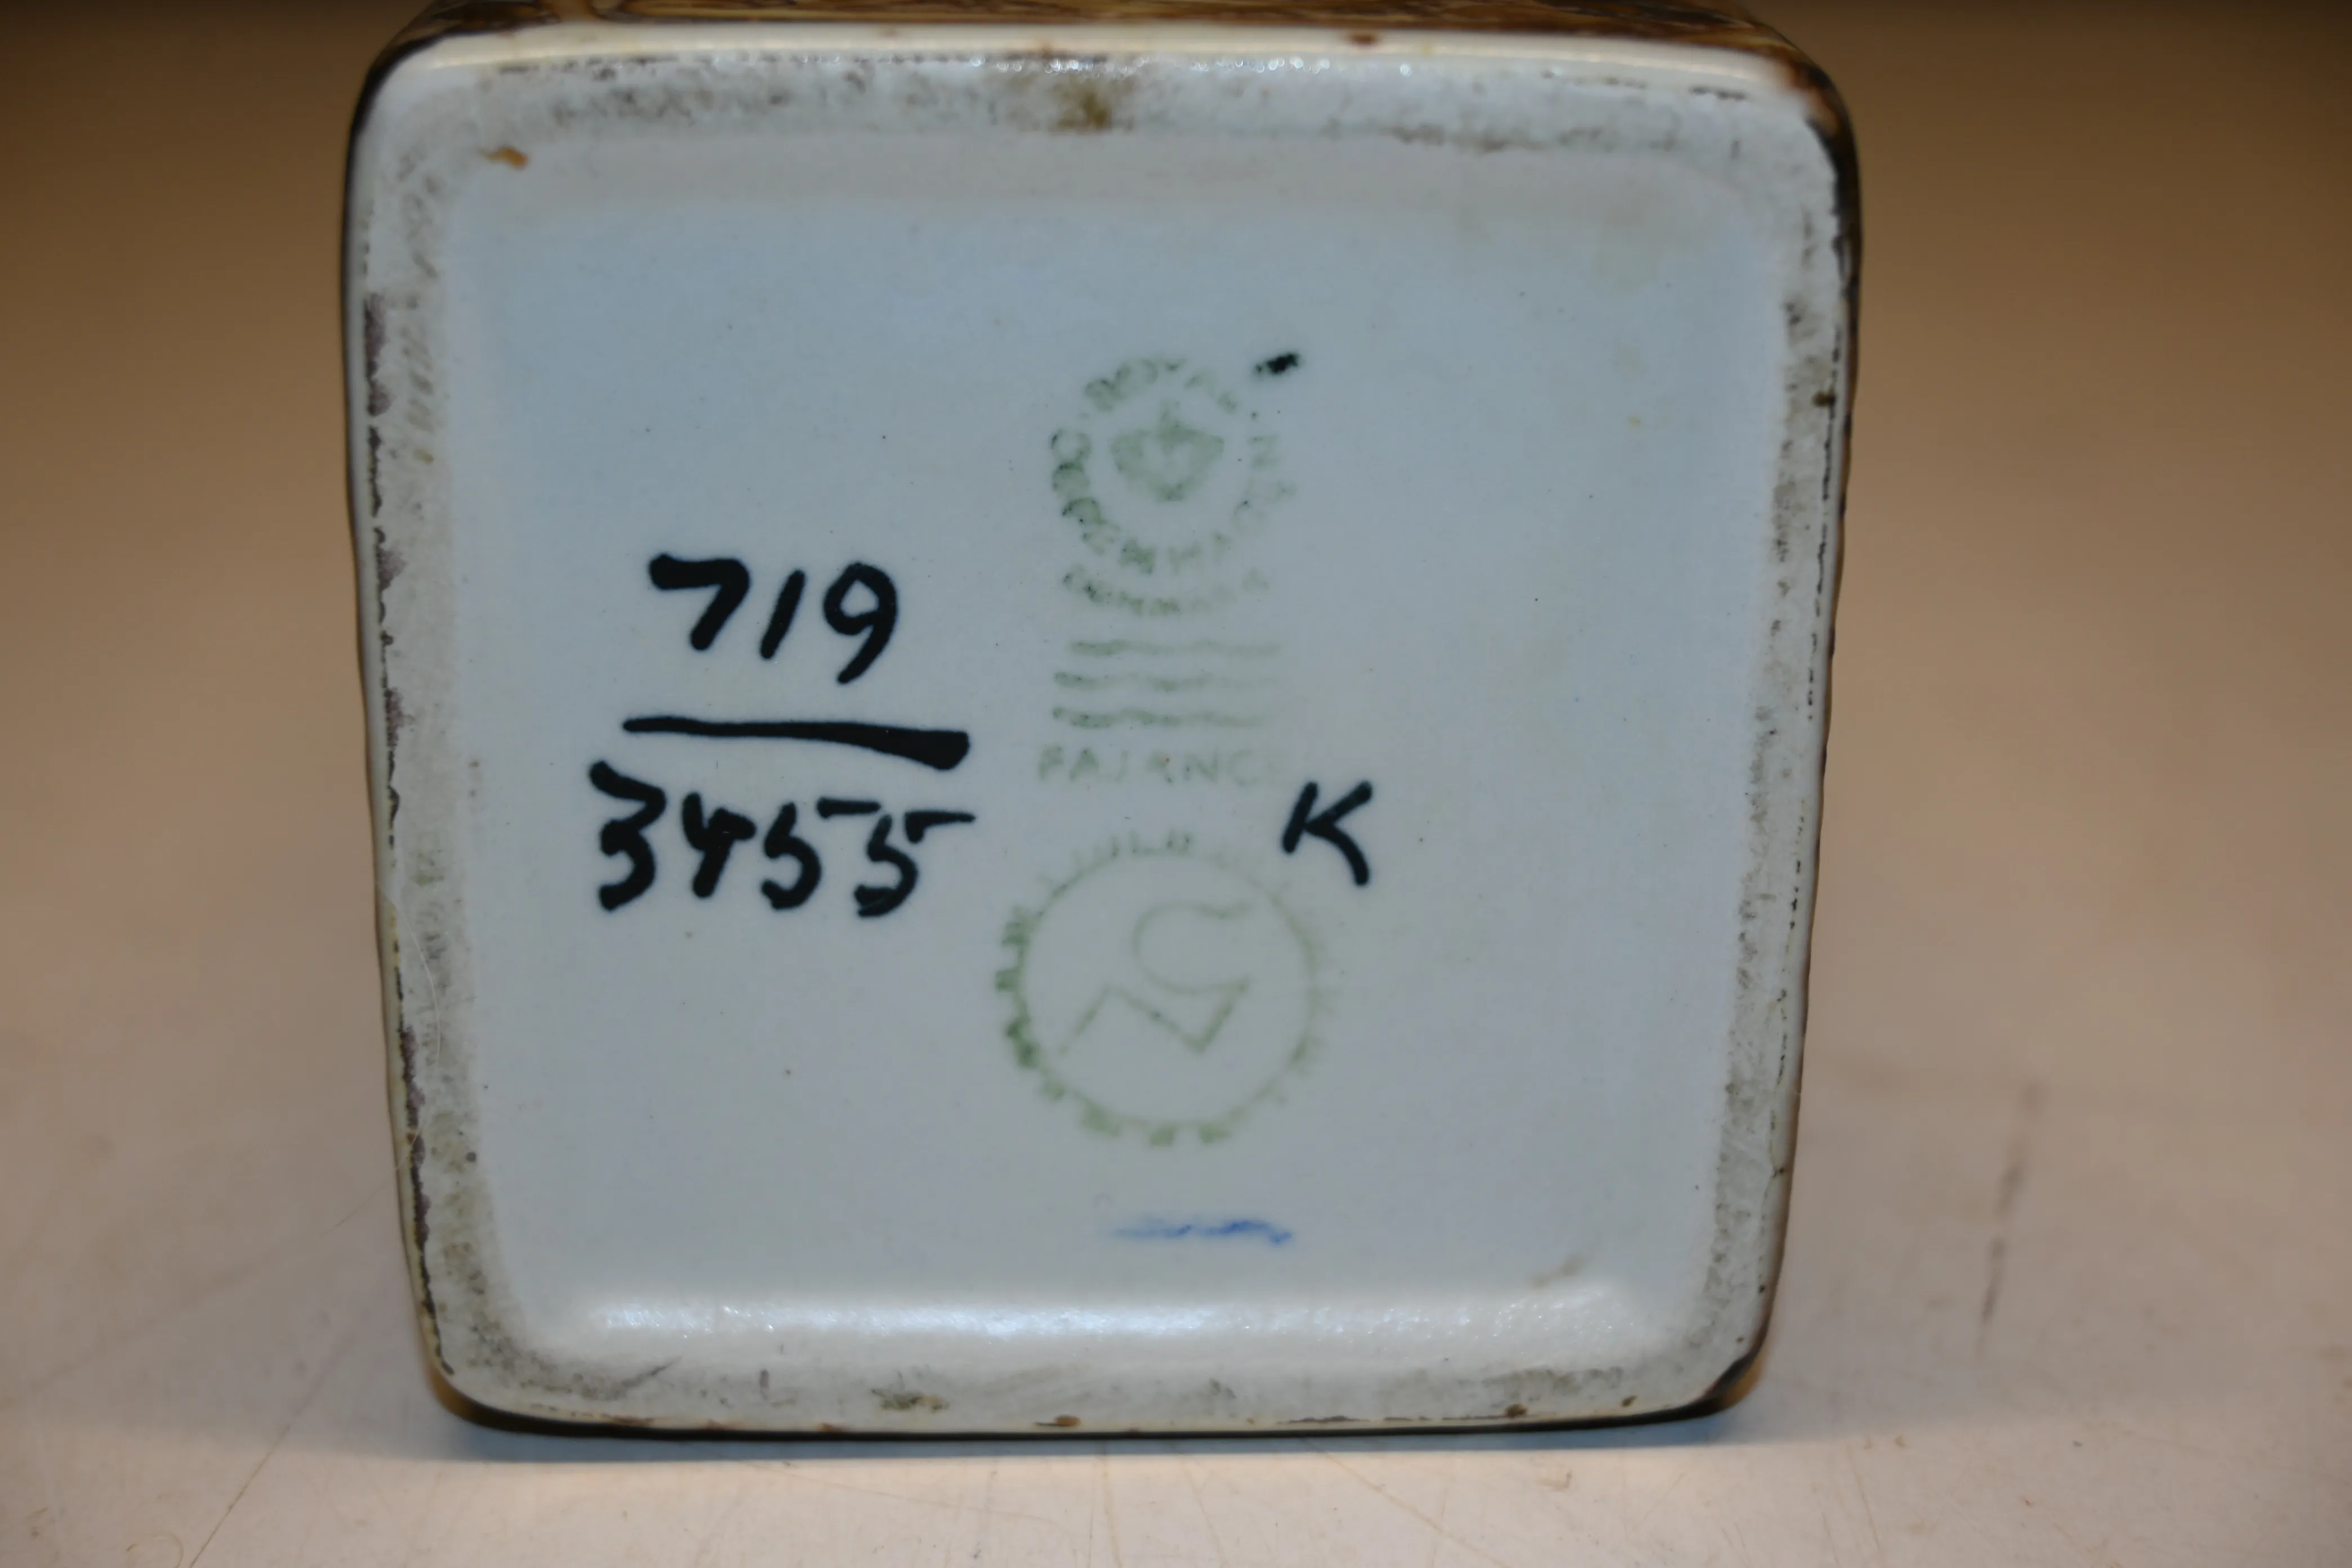 ROYAL
COPENHAGEN
DENMARK
719
FAJANCE
3455
K